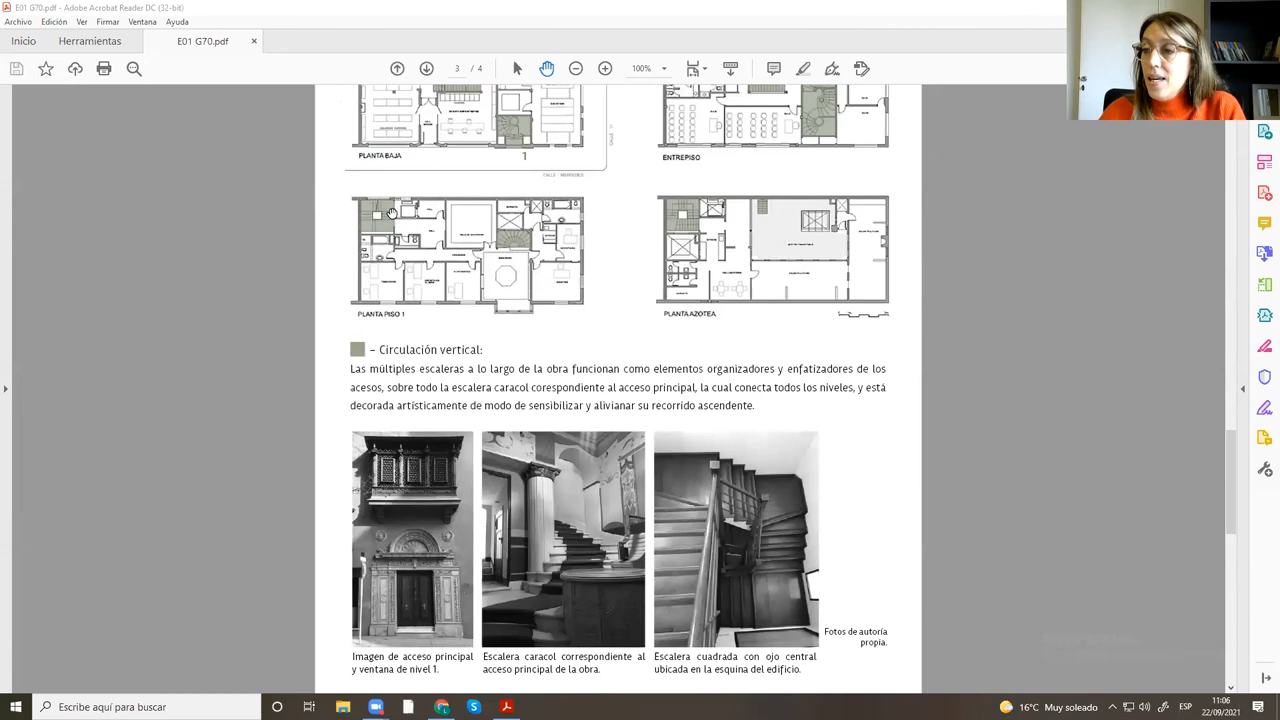 E01 G70.pdf - Adobe Acrobat Reader DC (32-bit)
Archivo Edición Ver Firmar Ventana Ayuda
Inicio Herramientas E01 G70.pdf ×
3 / 4 100%
PLANTA BAJA 1 ENTREPISO
PLANTA PISO 1 PLANTA AZOTEA
– Circulación vertical:
Las múltiples escaleras a lo largo de la obra funcionan como elementos organizadores y enfatizadores de los
acesos, sobre todo la escalera caracol corespondiente al acceso principal, la cual conecta todos los niveles, y está
decorada artísticamente de modo de sensibilizar y alivianar su recorrido ascendente.
Fotos de autoría
propia.
Imagen de acceso principal
y ventana de nivel 1.
Escalera caracol correspondiente al
acceso principal de la obra.
Escalera cuadrada con ojo central
ubicada en la esquina del edificio.
Escribe aquí para buscar
16°C Muy soleado ESP 11:06
22/09/2021